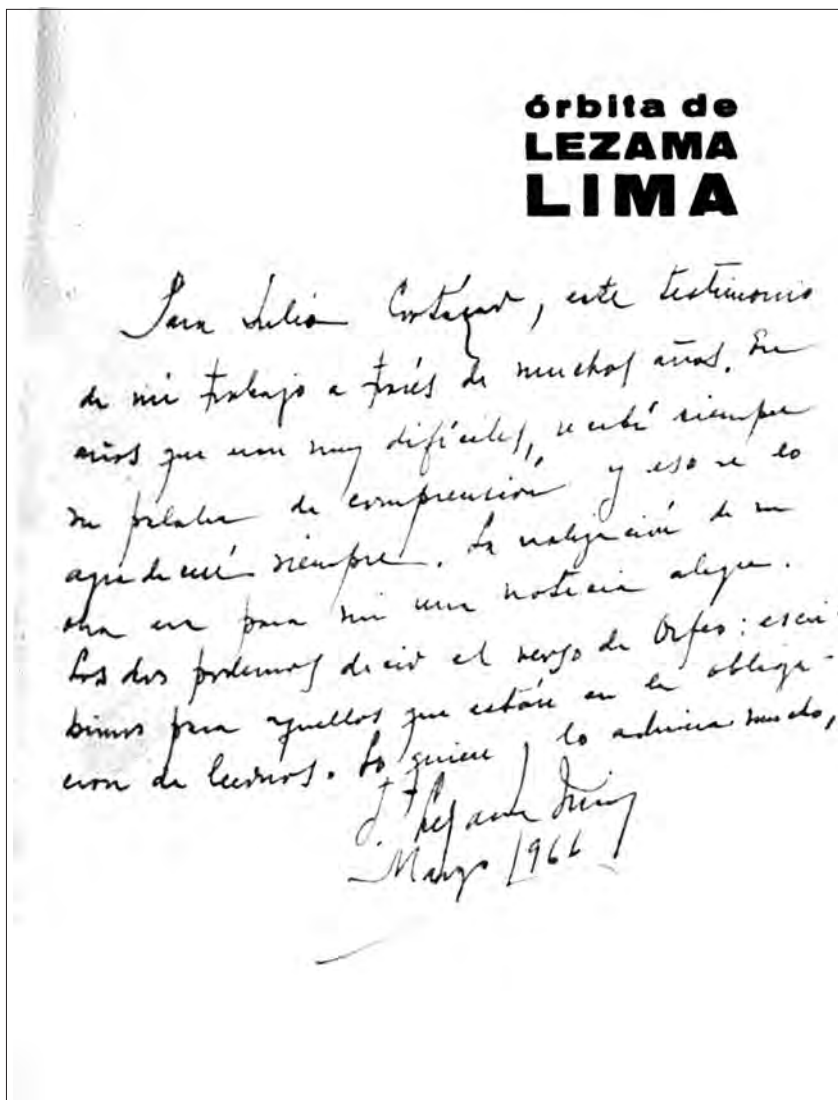 órbita de
LEZAMA
LIMA
Para Julio Cortázar, este testimonio
de mi trabajo a través de muchos años. En
años que eran muy difíciles, recibí siempre
su palabra de comprensión y eso se lo
agradeceré siempre. La realización de su
obra era para mí una noticia alegre.
Los dos podemos decir el verso de Orfeo: escri-
bimos para aquellos que están en la obliga-
ción de leernos. Lo quiere y lo admira mucho,
J. Lezama Lima
Marzo 1966